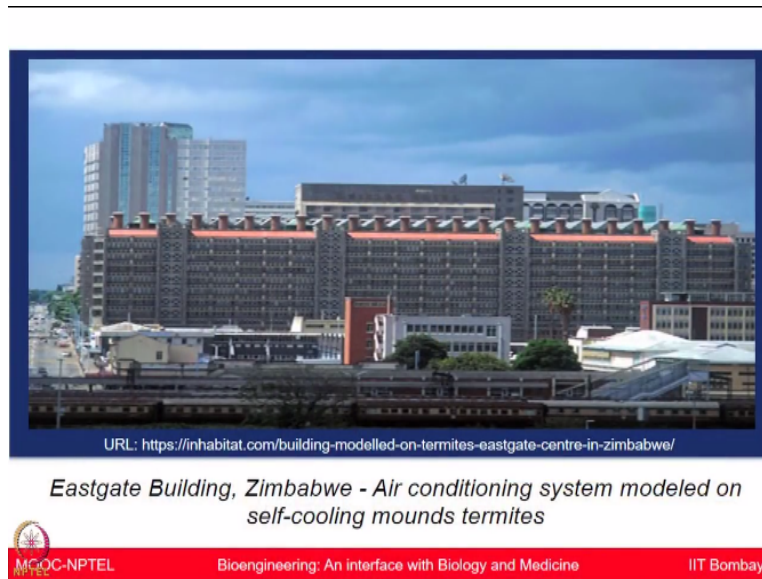 URL: https://inhabitat.com/building-modelled-on-termites-eastgate-centre-in-zimbabwe/
Eastgate Building, Zimbabwe - Air conditioning system modeled on
self-cooling mounds termites
MOOC-NPTEL Bioengineering: An interface with Biology and Medicine IIT Bombay
NPTEL